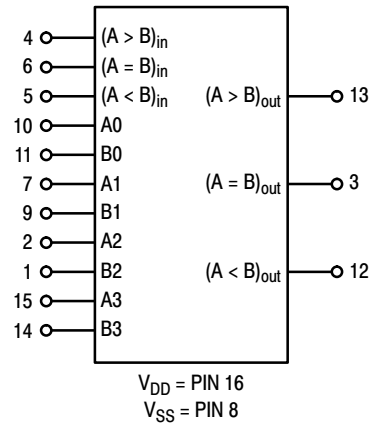 4 (A > B)in
6 (A = B)in
5 (A < B)in (A > B)out 13
10 A0
11 B0
7 A1 (A = B)out 3
9 B1
2 A2
1 B2 (A < B)out 12
15 A3
14 B3
VDD = PIN 16
VSS = PIN 8